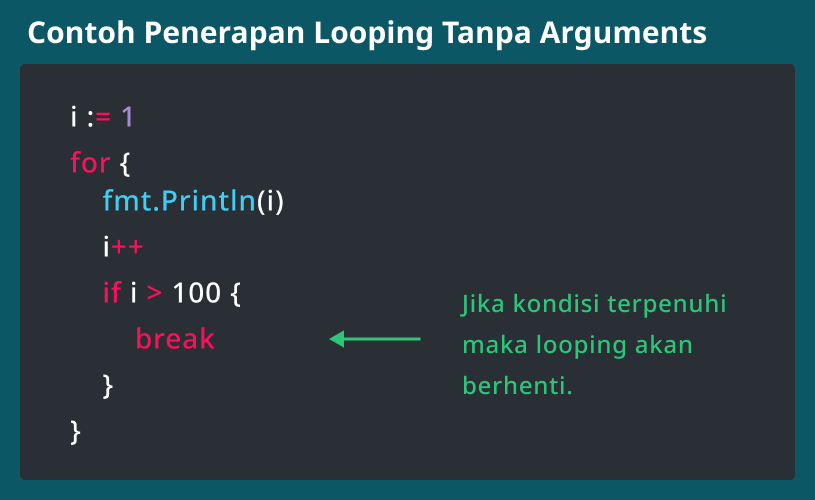 Contoh Penerapan Looping Tanpa Arguments
i := 1
for {
fmt.Println(i)
i++
if i > 100 {
break
}
}
Jika kondisi terpenuhi
maka looping akan
berhenti.